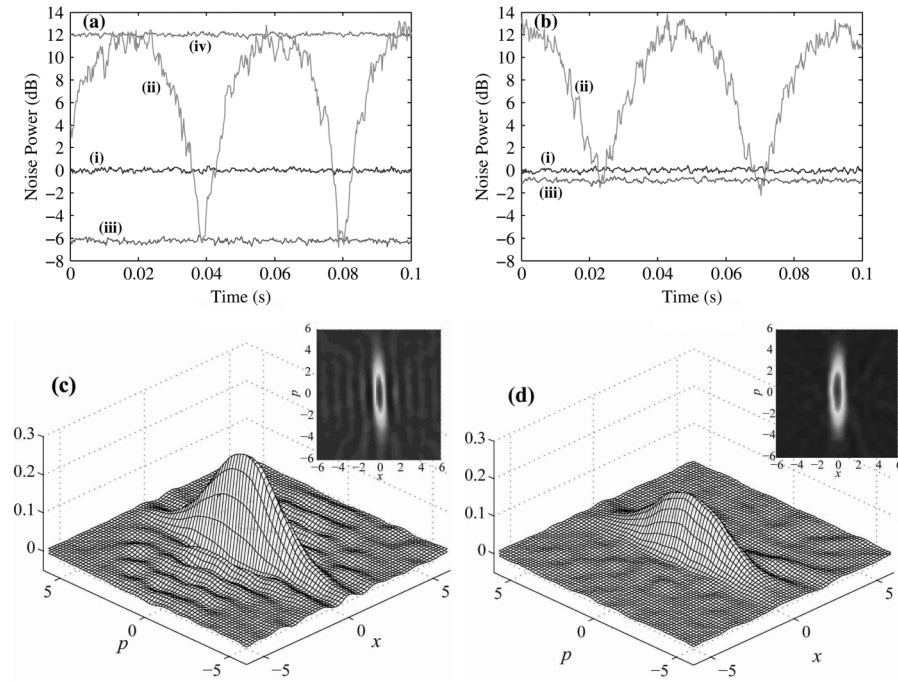 (a)
(b)
14
12
10
8
6
4
2
0
−2
−4
−6
−8
Noise Power (dB)
(iv)
(ii)
(i)
(iii)
0
0.02
0.04
0.06
0.08
0.1
Time (s)
14
12
10
8
6
4
2
0
−2
−4
−6
−8
Noise Power (dB)
(ii)
(i)
(iii)
0
0.02
0.04
0.06
0.08
0.1
Time (s)
(c)
0.3
0.2
0.1
0
5
0
−5
p
−5
0
5
x
6
4
2
0
−2
−4
−6
p
−6 −4 −2 0 2 4 6
x
(d)
0.3
0.2
0.1
0
5
0
−5
p
−5
0
5
x
6
4
2
0
−2
−4
−6
p
−6 −4 −2 0 2 4 6
x